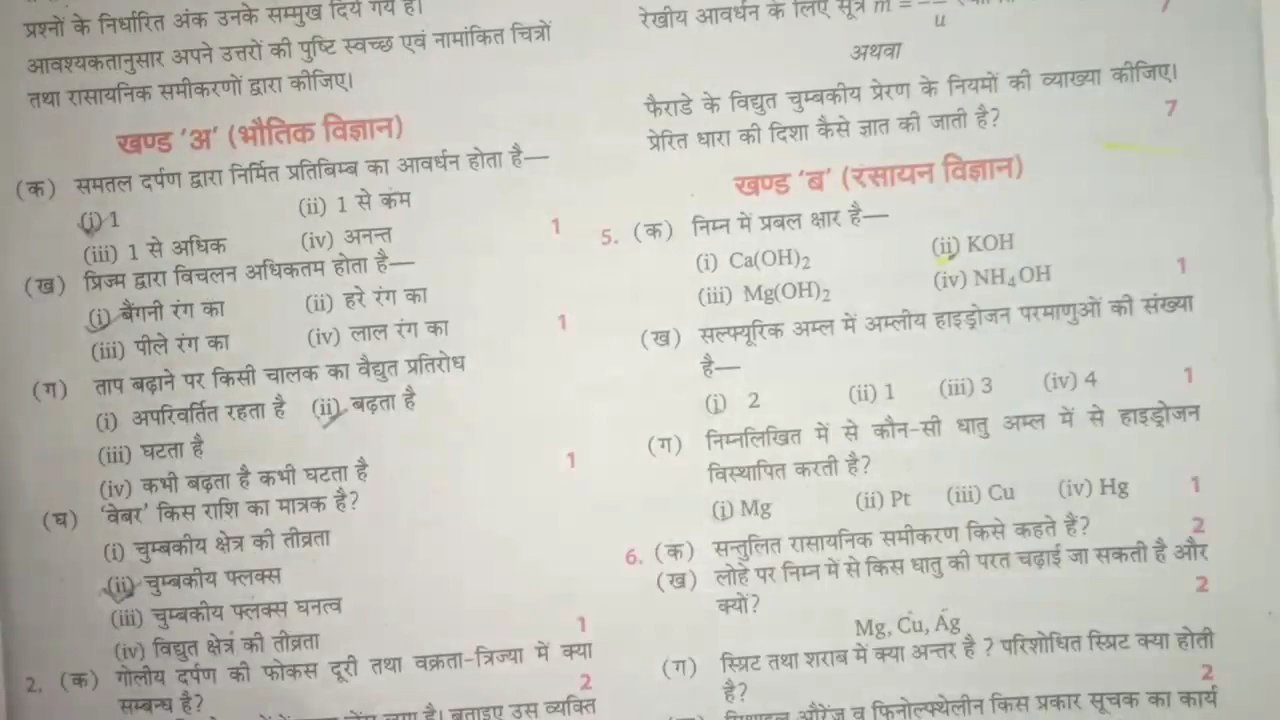 प्रश्नों के निर्धारित अंक उनके सम्मुख दिये गये हैं।
आवश्यकतानुसार अपने उत्तरों की पुष्टि स्वच्छ एवं नामांकित चित्रों
तथा रासायनिक समीकरणों द्वारा कीजिए।
खण्ड 'अ' (भौतिक विज्ञान)
(क) समतल दर्पण द्वारा निर्मित प्रतिबिम्ब का आवर्धन होता है—
(i) 1 (ii) 1 से कम
(iii) 1 से अधिक (iv) अनन्त 1
(ख) प्रिज्म द्वारा विचलन अधिकतम होता है—
(i) बैंगनी रंग का (ii) हरे रंग का
(iii) पीले रंग का (iv) लाल रंग का 1
(ग) ताप बढ़ाने पर किसी चालक का वैद्युत प्रतिरोध
(i) अपरिवर्तित रहता है (ii) बढ़ता है
(iii) घटता है
(iv) कभी बढ़ता है कभी घटता है 1
(घ) 'वेबर' किस राशि का मात्रक है?
(i) चुम्बकीय क्षेत्र की तीव्रता
(ii) चुम्बकीय फ्लक्स
(iii) चुम्बकीय फ्लक्स घनत्व
(iv) विद्युत क्षेत्र की तीव्रता 1
2. (क) गोलीय दर्पण की फोकस दूरी तथा वक्रता-त्रिज्या में क्या
सम्बन्ध है? 2
है। बताइए उस व्यक्ति
रेखीय आवर्धन के लिए सूत्र m = u 7
अथवा
फैराडे के विद्युत चुम्बकीय प्रेरण के नियमों की व्याख्या कीजिए।
प्रेरित धारा की दिशा कैसे ज्ञात की जाती है? 7
खण्ड 'ब' (रसायन विज्ञान)
5. (क) निम्न में प्रबल क्षार है—
(i) Ca(OH)₂ (ii) KOH
(iii) Mg(OH)₂ (iv) NH₄OH 1
(ख) सल्फ्यूरिक अम्ल में अम्लीय हाइड्रोजन परमाणुओं की संख्या
है—
(i) 2 (ii) 1 (iii) 3 (iv) 4 1
(ग) निम्नलिखित में से कौन-सी धातु अम्ल में से हाइड्रोजन
विस्थापित करती है?
(i) Mg (ii) Pt (iii) Cu (iv) Hg 1
6. (क) सन्तुलित रासायनिक समीकरण किसे कहते हैं? 2
(ख) लोहे पर निम्न में से किस धातु की परत चढ़ाई जा सकती है और
क्यों? 2
Mg, Cu, Ag
(ग) स्प्रिट तथा शराब में क्या अन्तर है ? परिशोधित स्प्रिट क्या होती
है? 2
ऑरेंज व फिनोल्फ्थेलीन किस प्रकार सूचक का कार्य